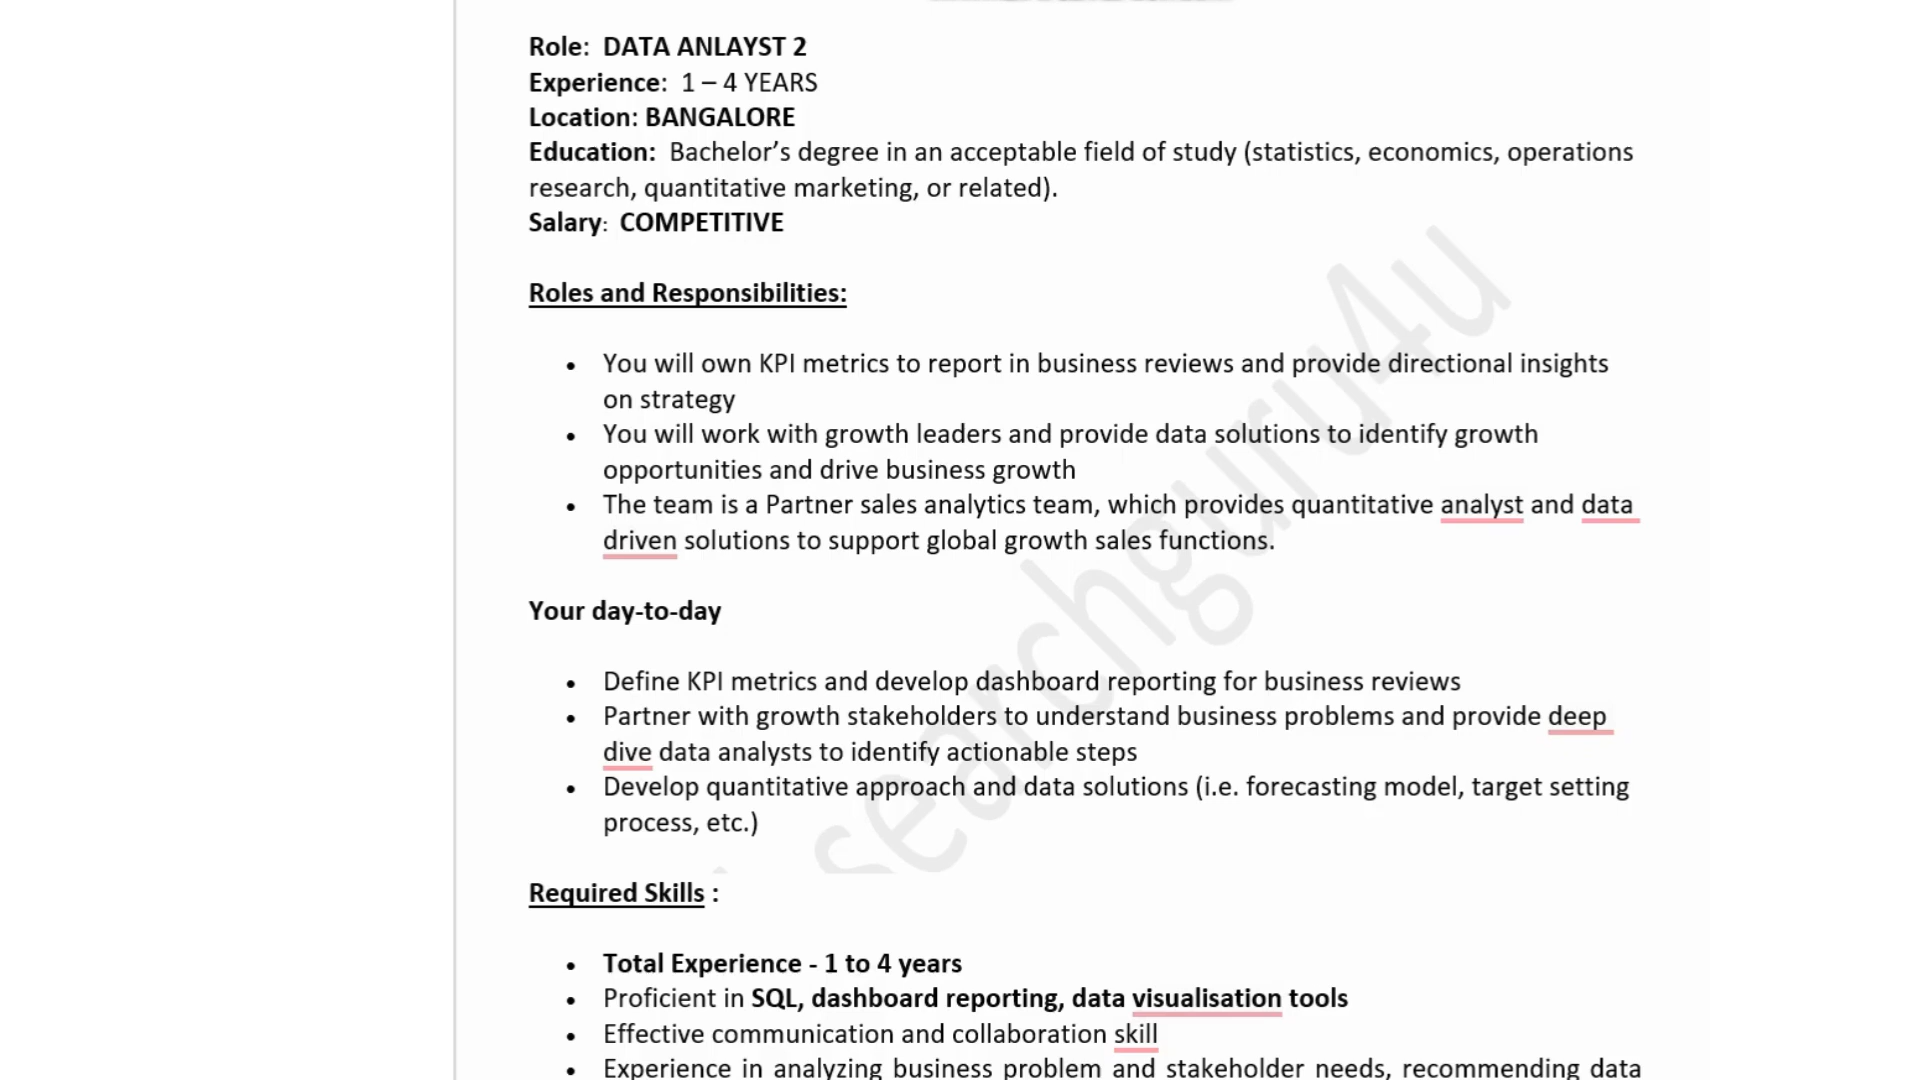 Role: DATA ANLAYST 2
Experience: 1 – 4 YEARS
Location: BANGALORE
Education: Bachelor’s degree in an acceptable field of study (statistics, economics, operations
research, quantitative marketing, or related).
Salary: COMPETITIVE
Roles and Responsibilities:
• You will own KPI metrics to report in business reviews and provide directional insights
on strategy
• You will work with growth leaders and provide data solutions to identify growth
opportunities and drive business growth
• The team is a Partner sales analytics team, which provides quantitative analyst and data
driven solutions to support global growth sales functions.
Your day-to-day
• Define KPI metrics and develop dashboard reporting for business reviews
• Partner with growth stakeholders to understand business problems and provide deep
dive data analysts to identify actionable steps
• Develop quantitative approach and data solutions (i.e. forecasting model, target setting
process, etc.)
Required Skills :
• Total Experience - 1 to 4 years
• Proficient in SQL, dashboard reporting, data visualisation tools
• Effective communication and collaboration skill
• Experience in analyzing business problem and stakeholder needs, recommending data
searchguru4u